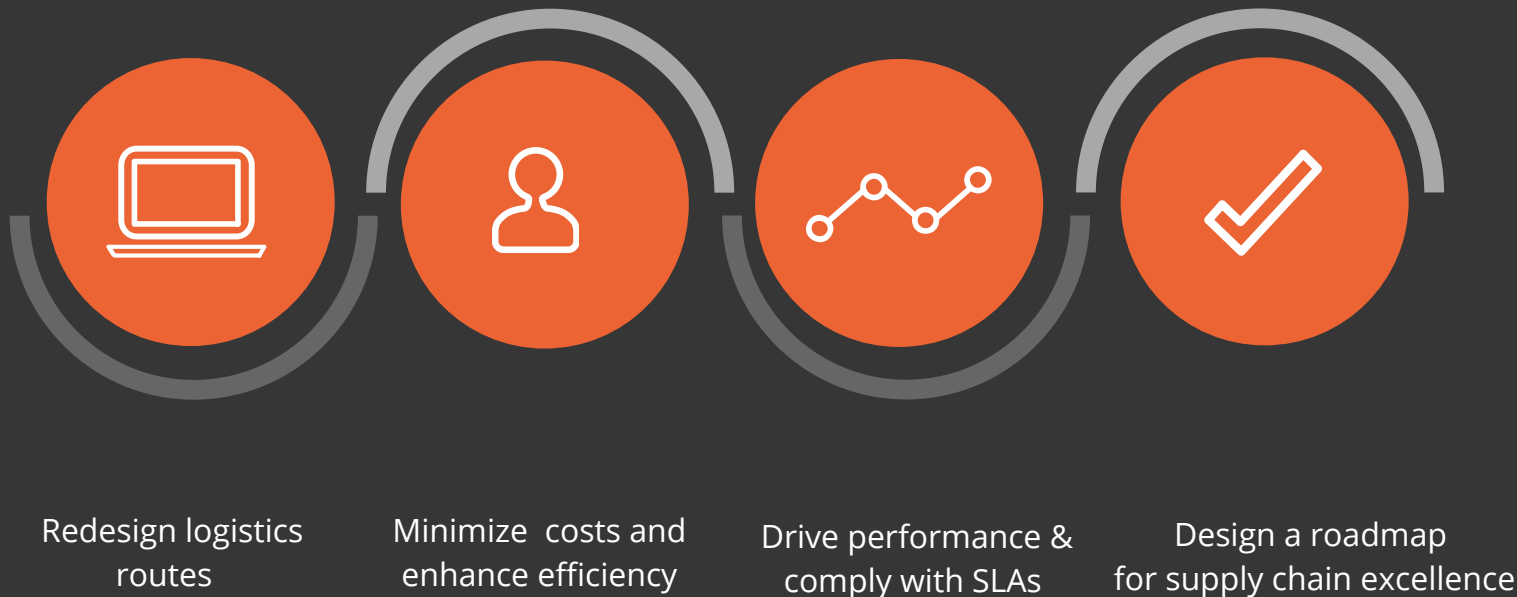 Redesign logistics
routes
Minimize  costs and
enhance efficiency
Drive performance &
comply with SLAs
Design a roadmap
for supply chain excellence